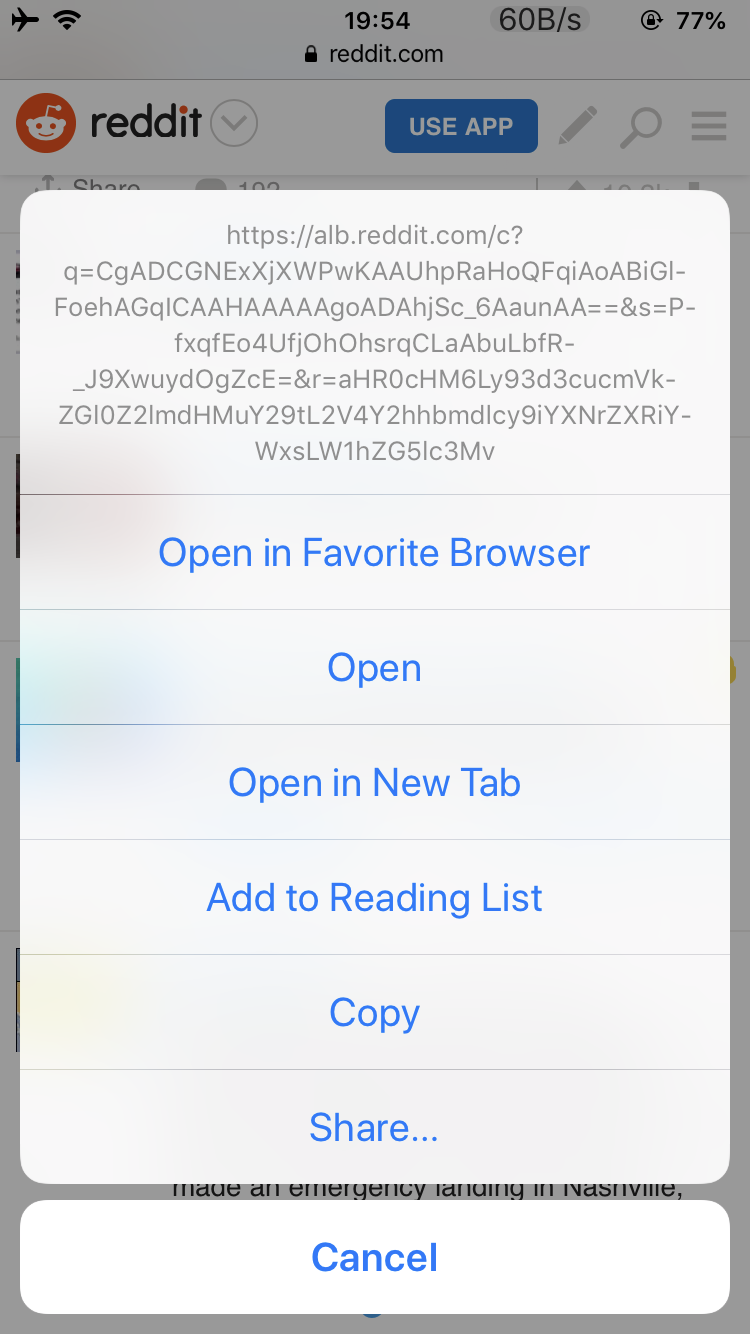 19:54 60B/s 77%
reddit.com
reddit USE APP
Share 192
https://alb.reddit.com/c?
q=CgADCGNExXjXWPwKAAUhpRaHoQFqiAoABiGl-
FoehAGqICAAHAAAAAgoADAhjSc_6AaunAA==&s=P-
fxqfEo4UfjOhOhsrqCLaAbuLbfR-
_J9XwuydOgZcE=&r=aHR0cHM6Ly93d3cucmVk-
ZGl0Z2lmdHMuY29tL2V4Y2hhbmdlcy9iYXNrZXRiY-
WxsLW1hZG5lc3Mv
Open in Favorite Browser
Open
Open in New Tab
Add to Reading List
Copy
Share...
made an emergency landing in Nashville,
Cancel